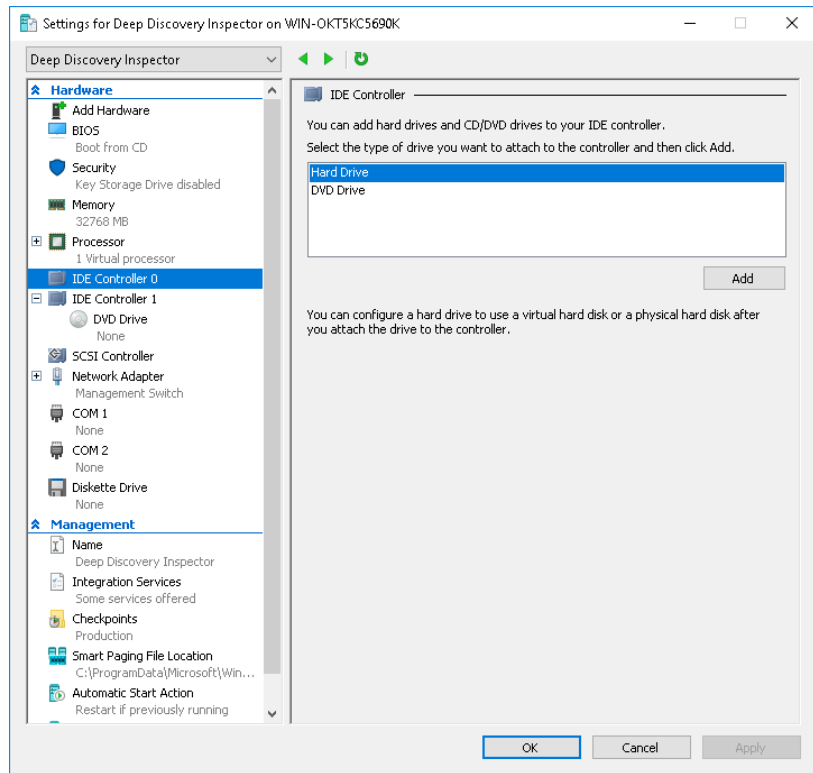 Settings for Deep Discovery Inspector on WIN-OKT5KC5690K
Deep Discovery Inspector
Hardware
Add Hardware
BIOS
Boot from CD
Security
Key Storage Drive disabled
Memory
32768 MB
Processor
1 Virtual processor
IDE Controller 0
IDE Controller 1
DVD Drive
None
SCSI Controller
Network Adapter
Management Switch
COM 1
None
COM 2
None
Diskette Drive
None
Management
Name
Deep Discovery Inspector
Integration Services
Some services offered
Checkpoints
Production
Smart Paging File Location
C:\ProgramData\Microsoft\Win...
Automatic Start Action
Restart if previously running
IDE Controller
You can add hard drives and CD/DVD drives to your IDE controller.
Select the type of drive you want to attach to the controller and then click Add.
Hard Drive
DVD Drive
Add
You can configure a hard drive to use a virtual hard disk or a physical hard disk after
you attach the drive to the controller.
OK
Cancel
Apply